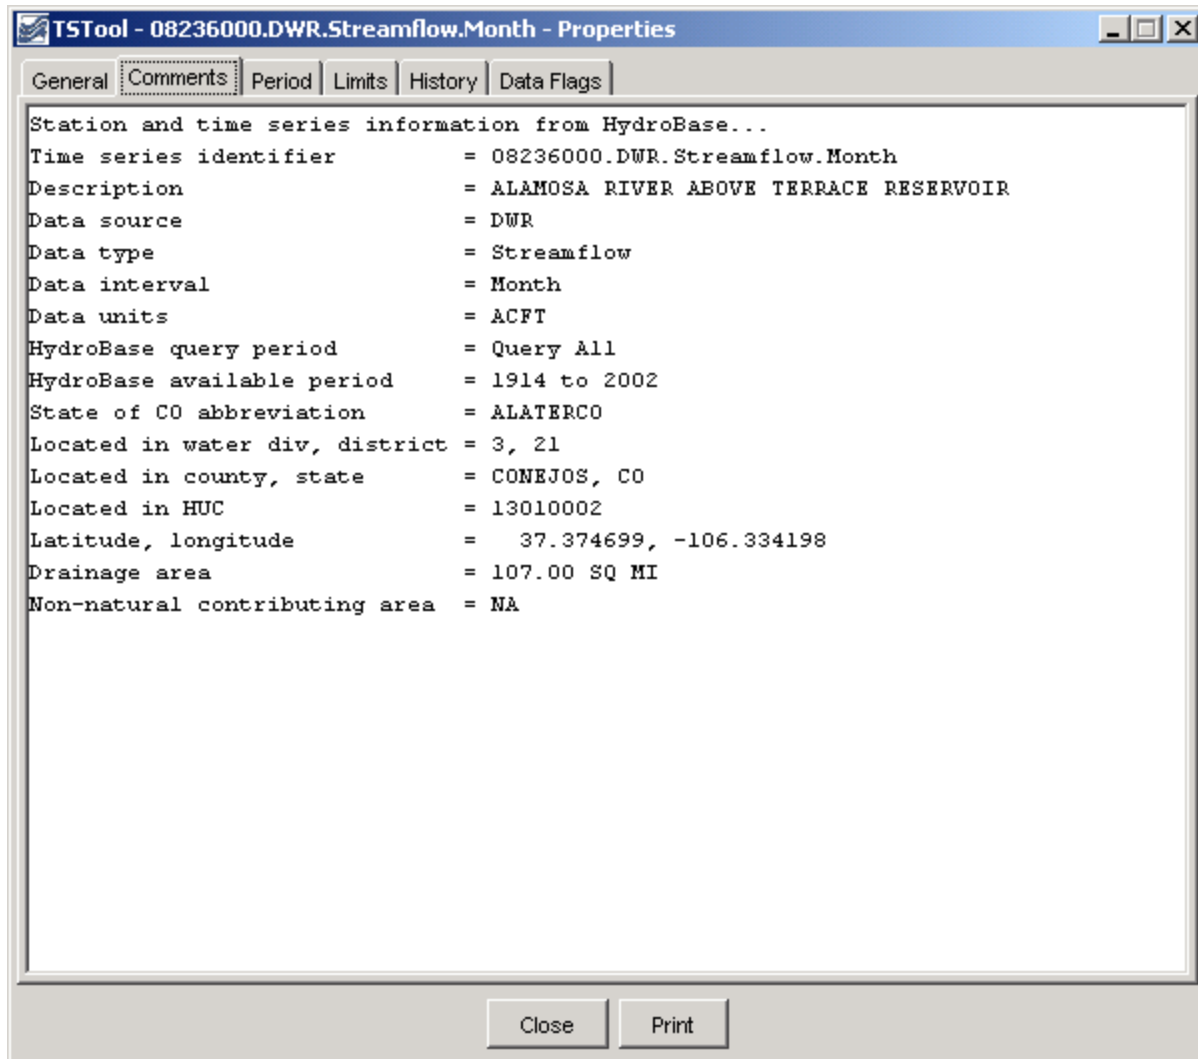 TSTool - 08236000.DWR.Streamflow.Month - Properties
General Comments Period Limits History Data Flags
Station and time series information from HydroBase...
Time series identifier = 08236000.DWR.Streamflow.Month
Description = ALAMOSA RIVER ABOVE TERRACE RESERVOIR
Data source = DWR
Data type = Streamflow
Data interval = Month
Data units = ACFT
HydroBase query period = Query All
HydroBase available period = 1914 to 2002
State of CO abbreviation = ALATERCO
Located in water div, district = 3, 21
Located in county, state = CONEJOS, CO
Located in HUC = 13010002
Latitude, longitude = 37.374699, -106.334198
Drainage area = 107.00 SQ MI
Non-natural contributing area = NA
Close Print